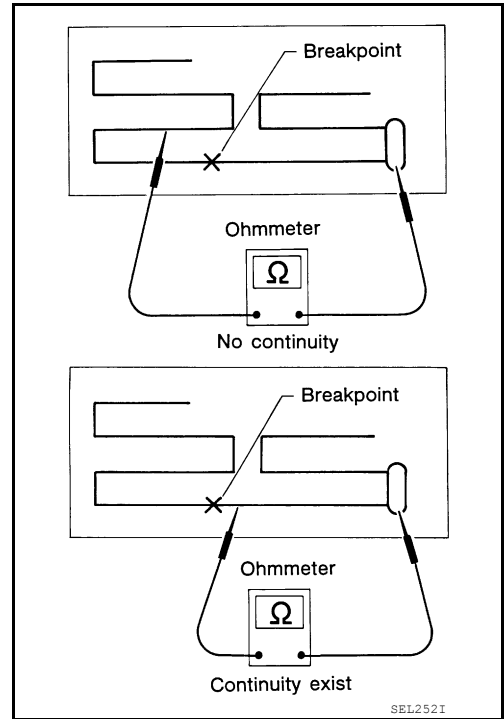 Breakpoint
Ohmmeter
Ω
No continuity
Breakpoint
Ohmmeter
Ω
Continuity exist
SEL252I